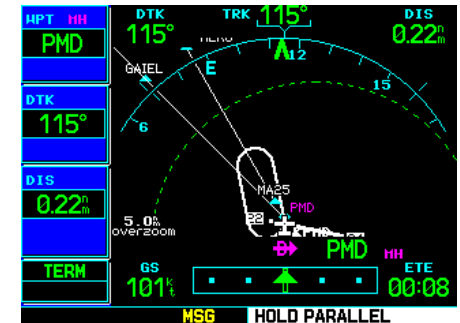 WPT MH
PMD
DTK
115°
DIS
0.22nm
TERM
DTK
115°
TRK 115°
DIS
0.22nm
GAIEL
E
12
15
6
MA25
PMD
22
5.0nm
overzoom
D PMD MH
GS
101kt
ETE
00:08
MSG HOLD PARALLEL